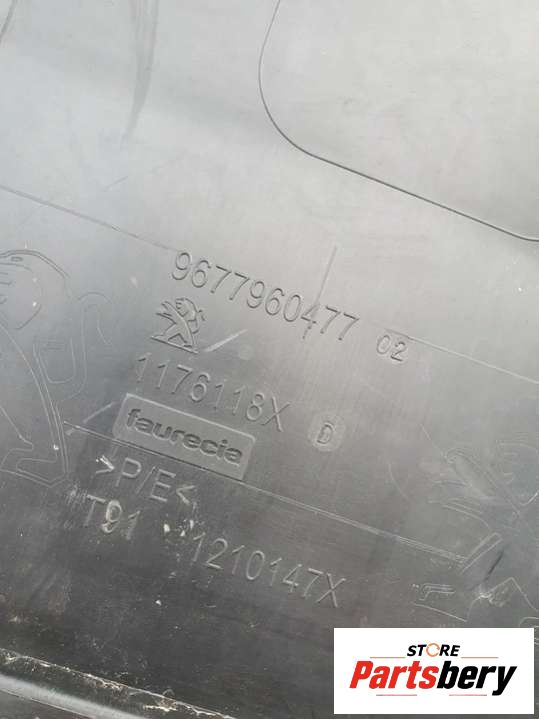 9677960477 02
1176118X D
faurecia
>P/E<
T91 1210147X
STORE
Partsbery